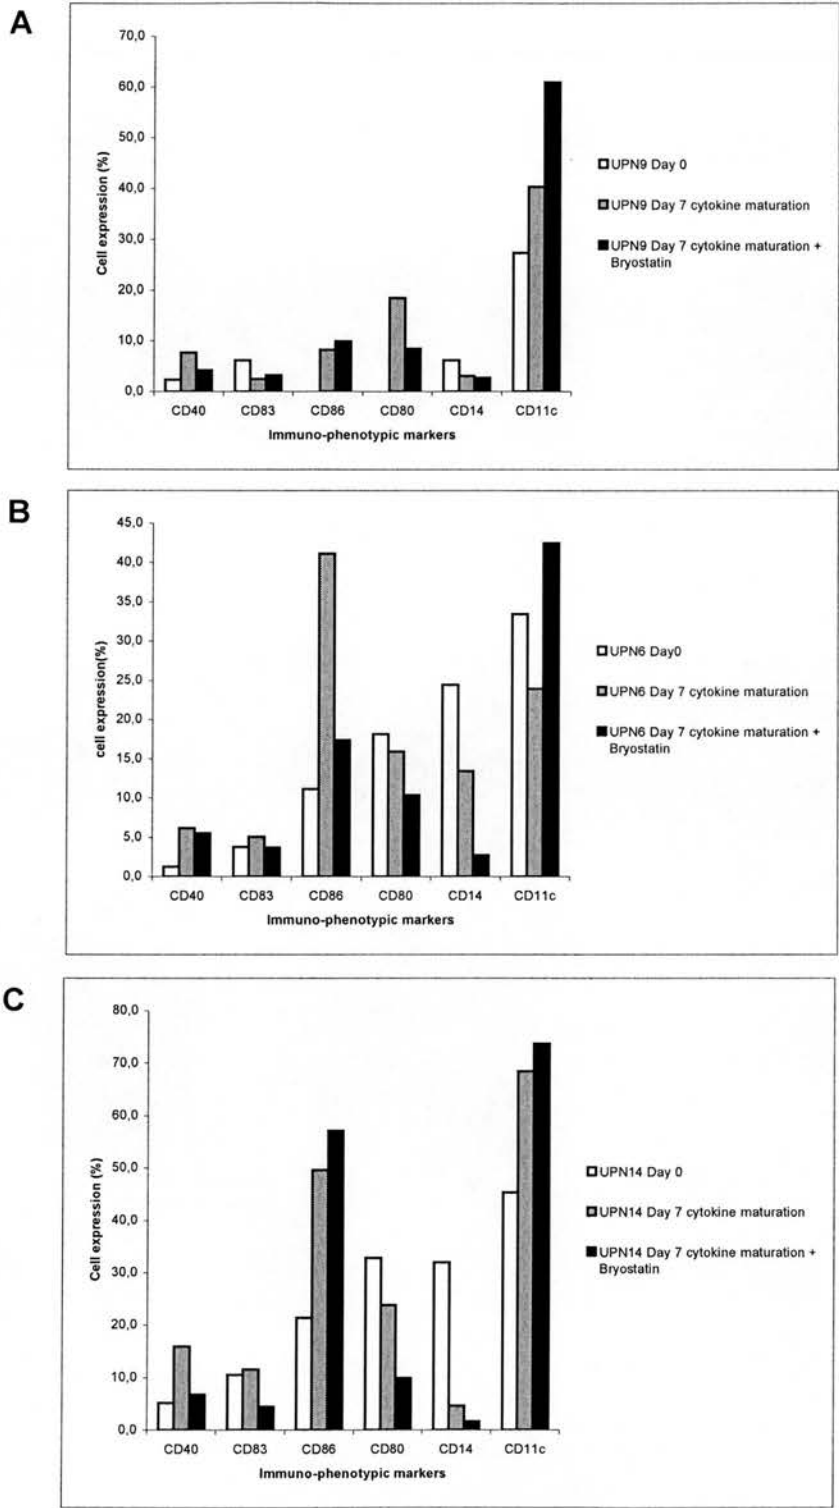 A
70,0
60,0
50,0
40,0
30,0
20,0
10,0
0,0
Cell expression (%)
CD40 CD83 CD86 CD80 CD14 CD11c
Immuno-phenotypic markers
UPN9 Day 0
UPN9 Day 7 cytokine maturation
UPN9 Day 7 cytokine maturation +
Bryostatin
B
45,0
40,0
35,0
30,0
25,0
20,0
15,0
10,0
5,0
0,0
cell expression(%)
CD40 CD83 CD86 CD80 CD14 CD11c
Immuno-phenotypic markers
UPN6 Day0
UPN6 Day 7 cytokine maturation
UPN6 Day 7 cytokine maturation +
Bryostatin
C
80,0
70,0
60,0
50,0
40,0
30,0
20,0
10,0
0,0
Cell expression (%)
CD40 CD83 CD86 CD80 CD14 CD11c
Immuno-phenotypic markers
UPN14 Day 0
UPN14 Day 7 cytokine maturation
UPN14 Day 7 cytokine maturation +
Bryostatin